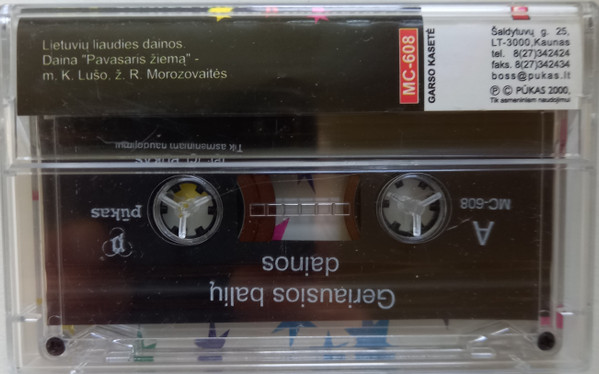 Lietuvių liaudies dainos.
Daina "Pavasaris žiemą" -
m. K. Lušo, ž. R. Morozovaitės
MC-608
GARSO KASETĖ
Šaldytuvų g. 25,
LT-3000,Kaunas
tel. 8(27)342424
faks. 8(27)342434
boss@pukas.lt
Ⓟ © PŪKAS 2000,
Tik asmeniniam naudojimui
Tik asmeniniam naudojimui
A
MC-608
pūkas
Geriausios balių
dainos